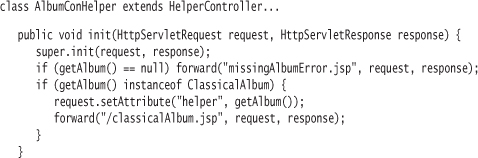 class AlbumConHelper extends HelperController...
public void init(HttpServletRequest request, HttpServletResponse response) {
super.init(request, response);
if (getAlbum() == null) forward("missingAlbumError.jsp", request, response);
if (getAlbum() instanceof ClassicalAlbum) {
request.setAttribute("helper", getAlbum());
forward("/classicalAlbum.jsp", request, response);
}
}